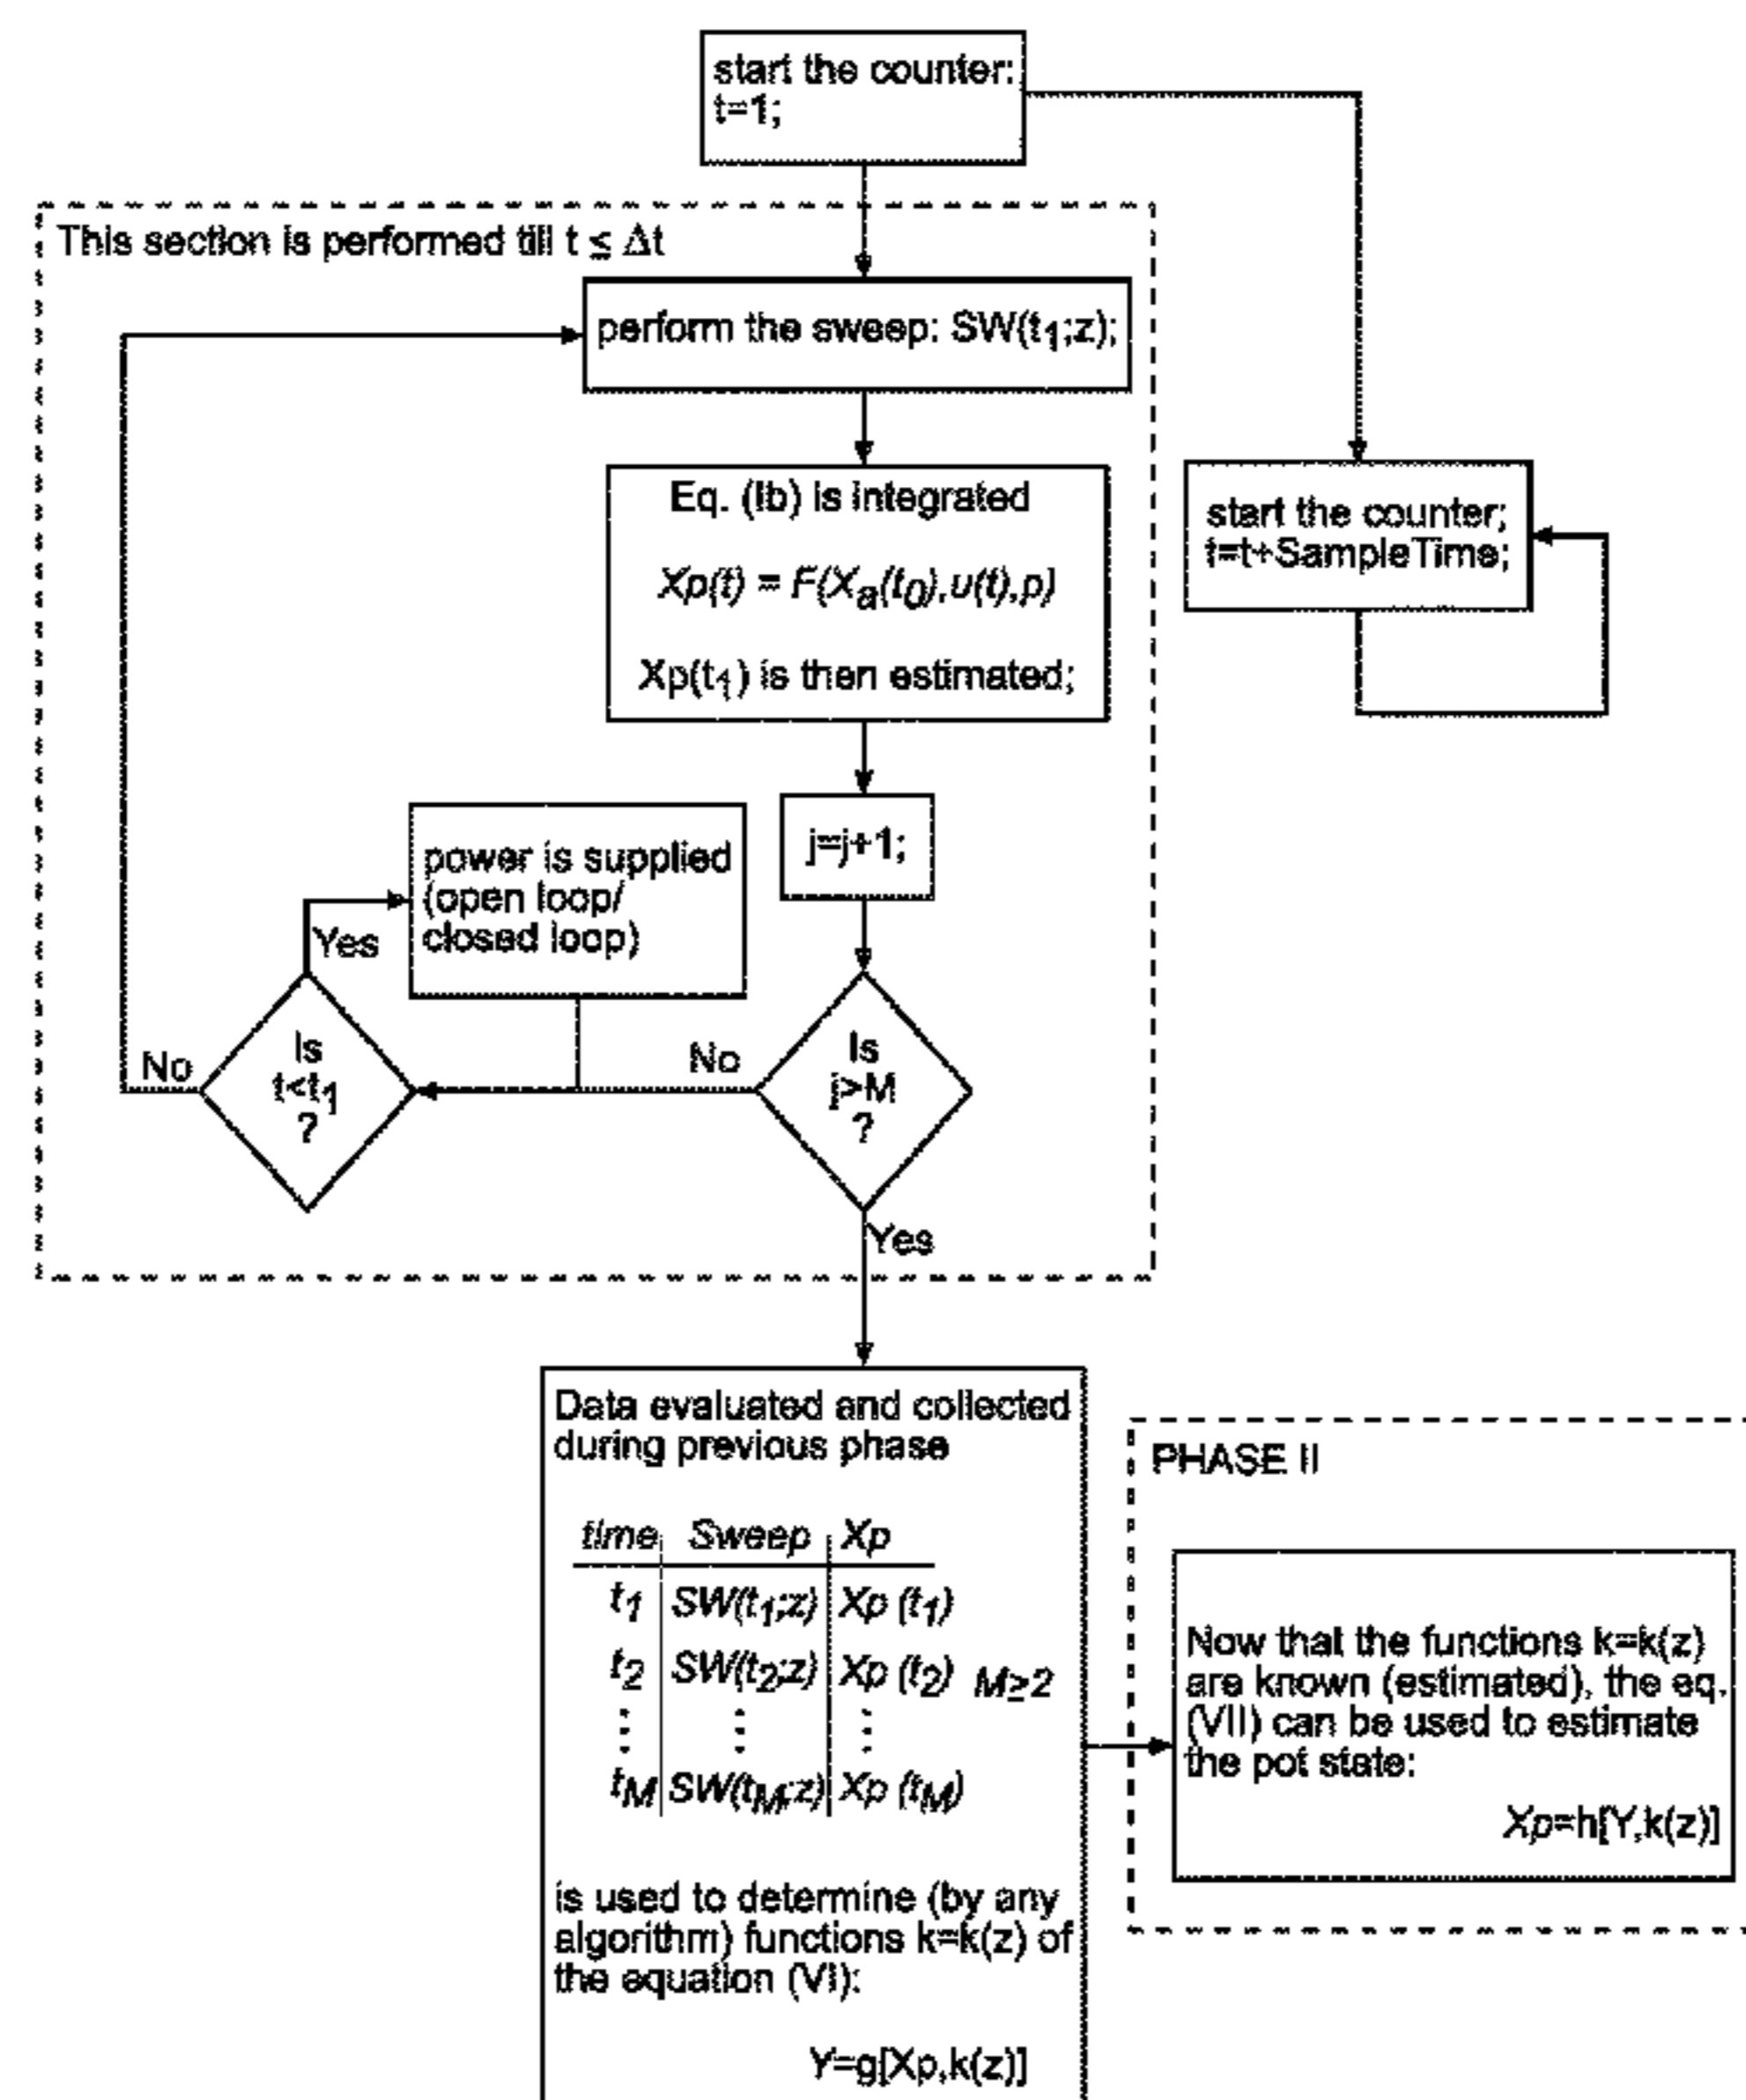 start the counter:
t=1;
This section is performed till t ≤ Δt
perform the sweep: SW(t1;z);
Eq. (Ib) is integrated
Xp(t) = F(Xa(t0),u(t),p)
Xp(t1) is then estimated;
start the counter;
t=t+SampleTime;
j=j+1;
power is supplied
(open loop/
closed loop)
Yes
Is
t<t1
?
No
No
Is
j>M
?
Yes
Data evaluated and collected
during previous phase
time Sweep Xp
t1 SW(t1;z) Xp (t1)
t2 SW(t2;z) Xp (t2) M≥2
⋮ ⋮ ⋮
tM SW(tM;z) Xp (tM)
is used to determine (by any
algorithm) functions k=k(z) of
the equation (VI):
Y=g[Xp,k(z)]
PHASE II
Now that the functions k=k(z)
are known (estimated), the eq.
(VII) can be used to estimate
the pot state:
Xp=h[Y,k(z)]